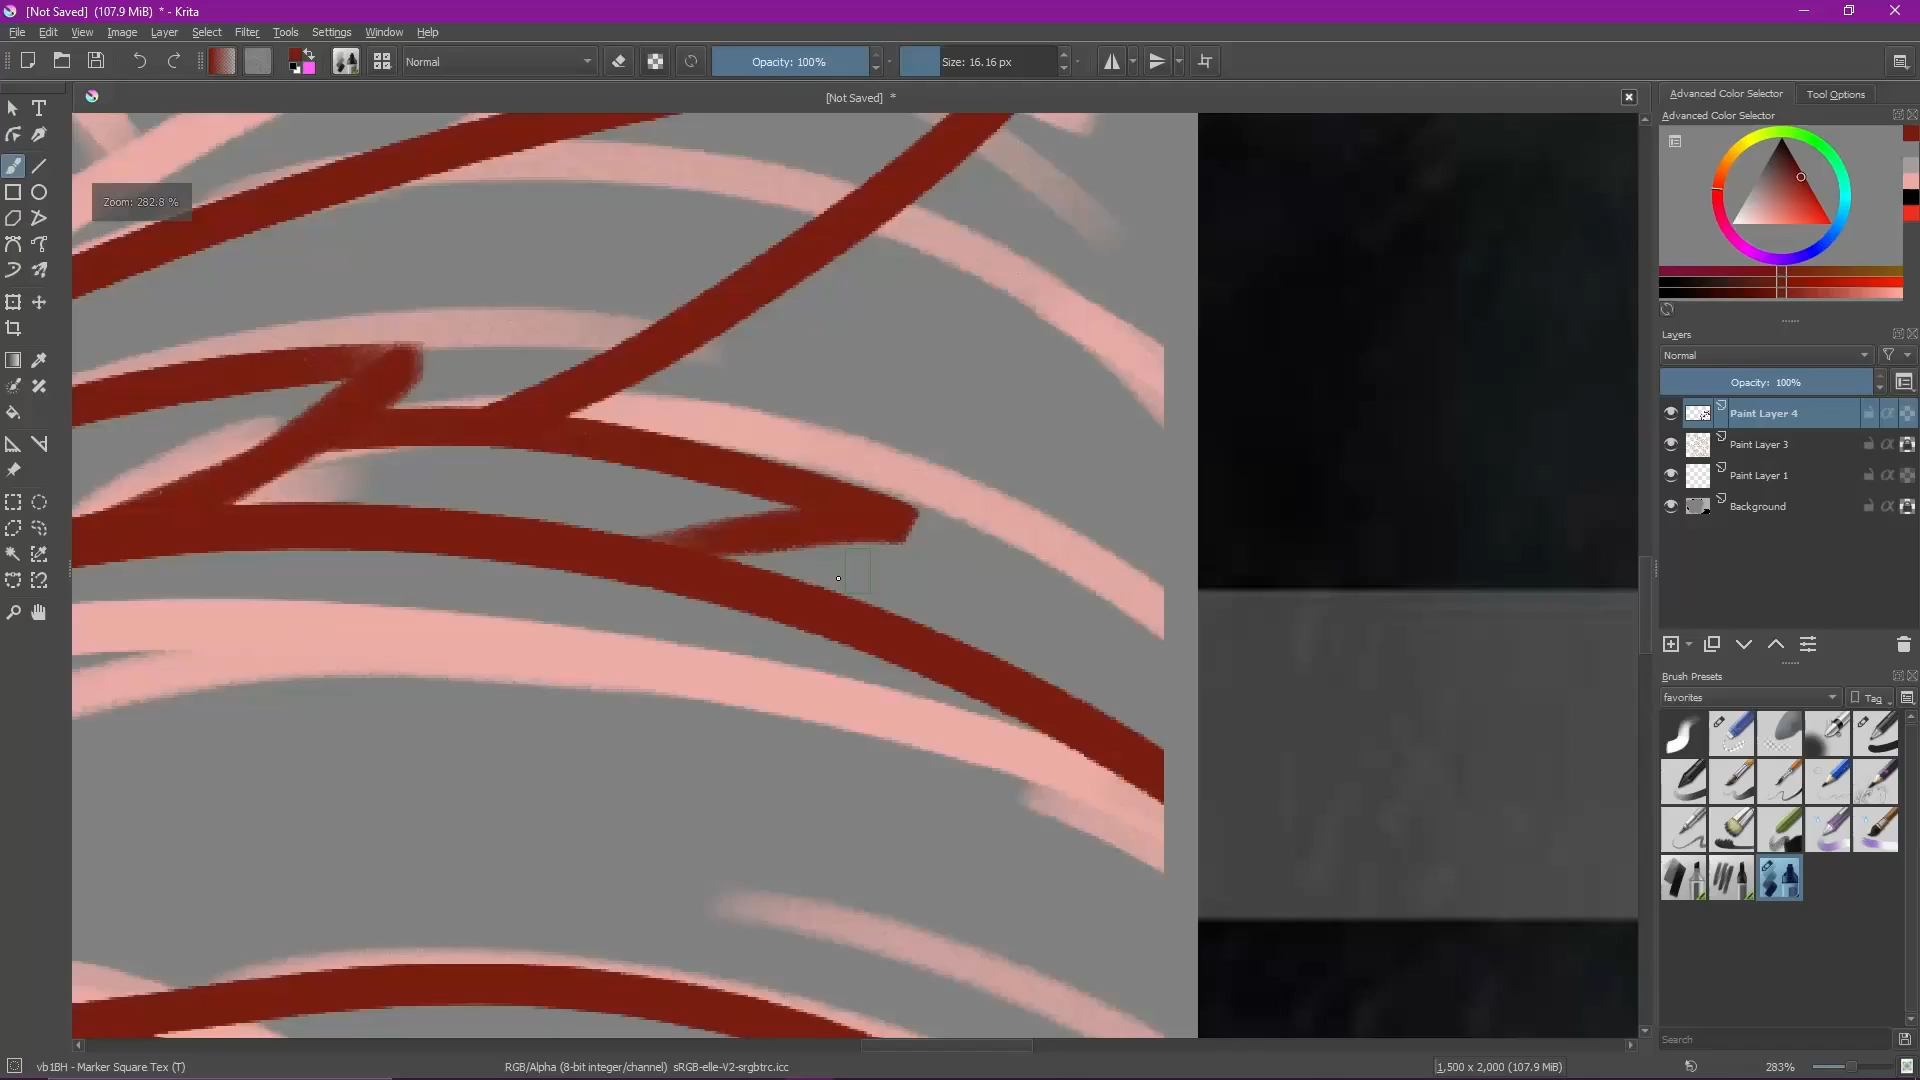 [Not Saved] (107.9 MiB) * - Krita
File Edit View Image Layer Select Filter Tools Settings Window Help
Normal
Opacity: 100%
Size: 16.16 px
[Not Saved] *
Advanced Color Selector
Tool Options
Advanced Color Selector
Zoom: 282.8 %
Layers
Normal
Opacity: 100%
Paint Layer 4
Paint Layer 3
Paint Layer 1
Background
Brush Presets
favorites
Tag
Search
vb1BH - Marker Square Tex (T)
RGB/Alpha (8-bit integer/channel) sRGB-elle-V2-srgbtrc.icc
1,500 x 2,000 (107.9 MiB)
283%